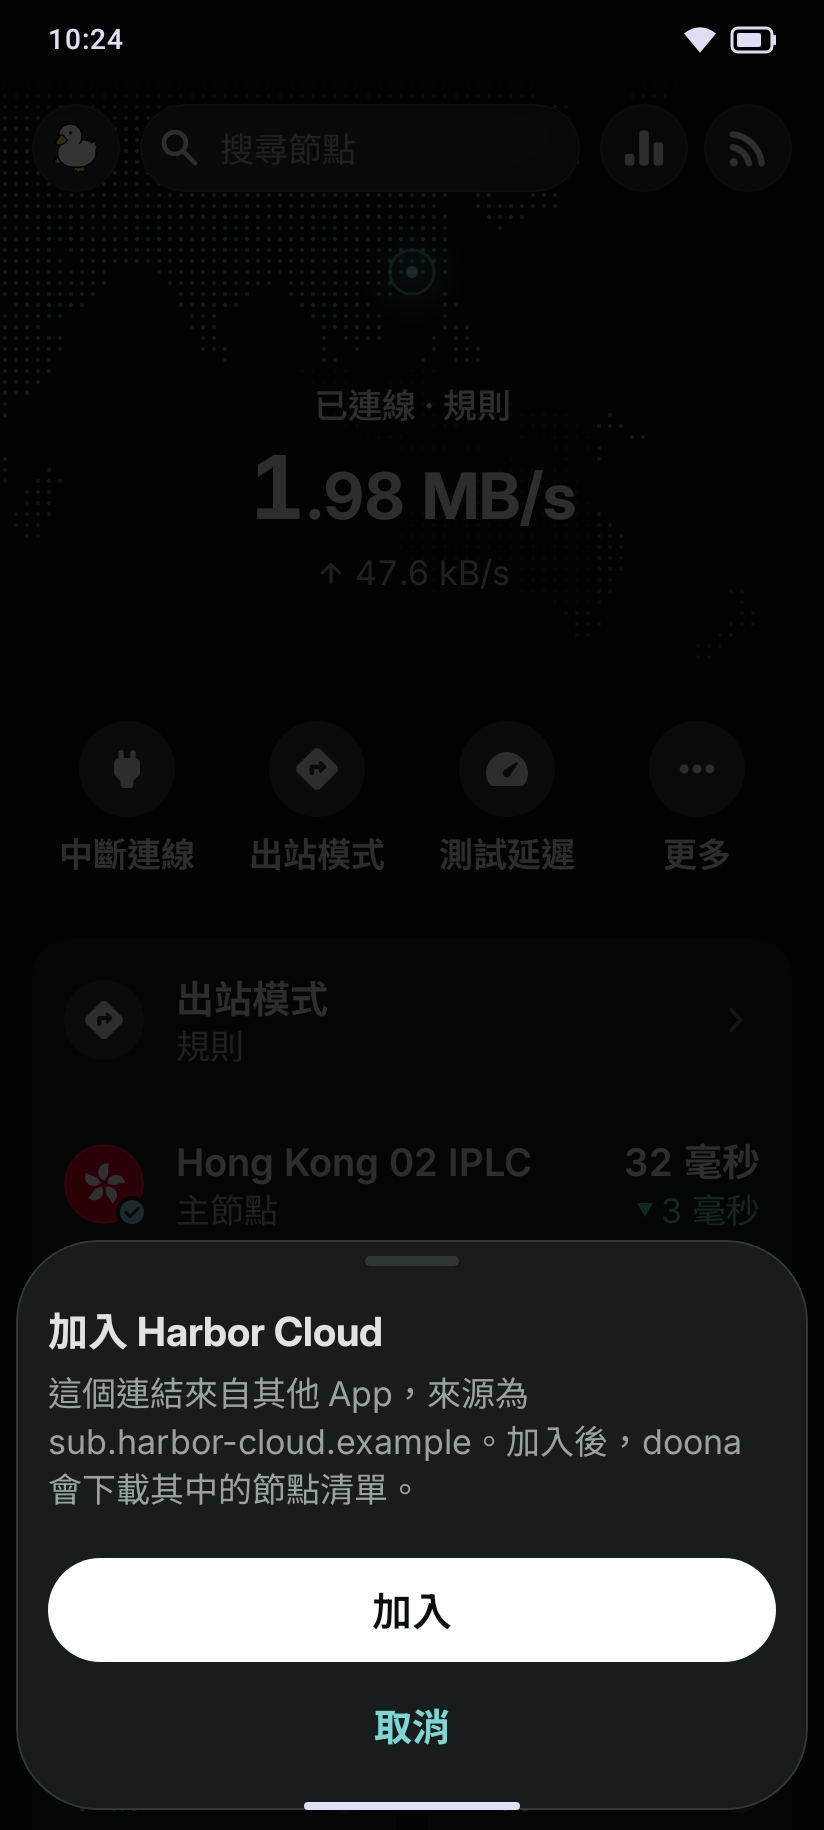 10:24
搜尋節點
已連線 · 規則
1.98 MB/s
↑ 47.6 kB/s
中斷連線
出站模式
測試延遲
更多
出站模式
規則
Hong Kong 02 IPLC
32 毫秒
主節點
▼3 毫秒
加入 Harbor Cloud
這個連結來自其他 App，來源為
sub.harbor-cloud.example。加入後，doona
會下載其中的節點清單。
加入
取消